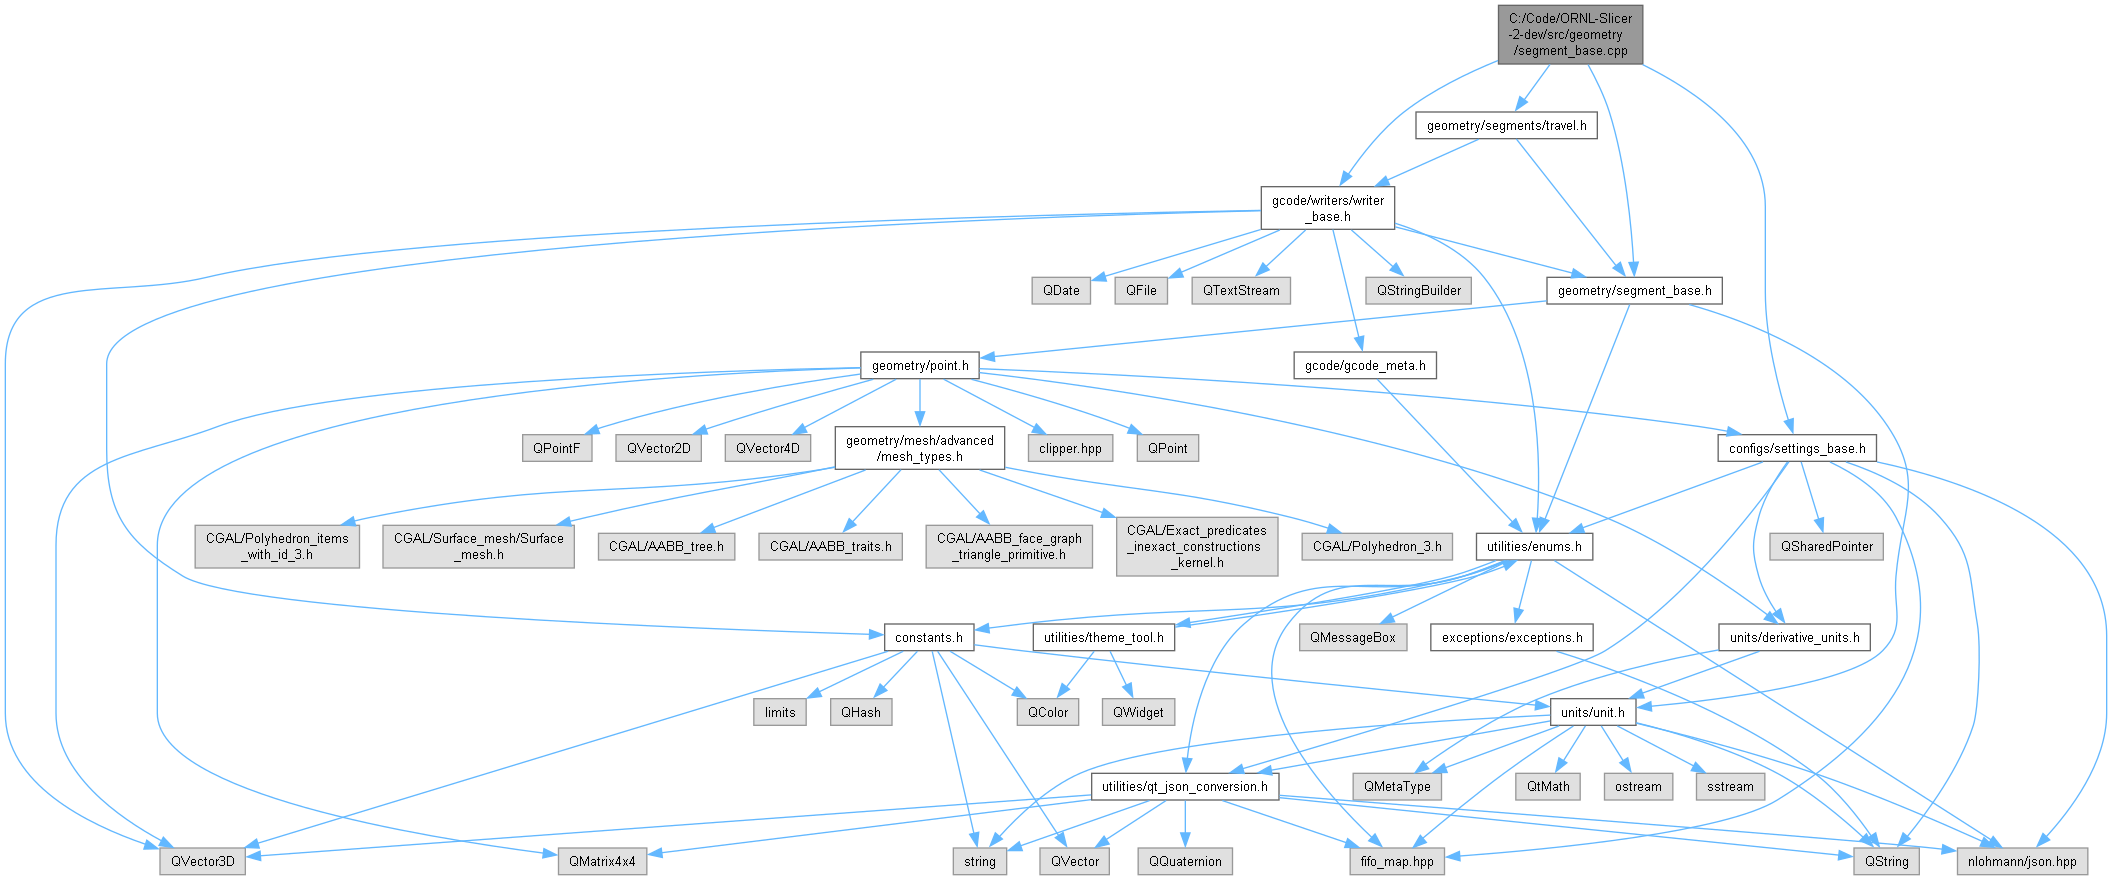 C:/Code/ORNL-Slicer
-2-dev/src/geometry
/segment_base.cpp
geometry/segments/travel.h
gcode/writers/writer
_base.h
QDate
QFile
QTextStream
QStringBuilder
geometry/segment_base.h
geometry/point.h
gcode/gcode_meta.h
QPointF
QVector2D
QVector4D
geometry/mesh/advanced
/mesh_types.h
clipper.hpp
QPoint
configs/settings_base.h
CGAL/Polyhedron_items
_with_id_3.h
CGAL/Surface_mesh/Surface
_mesh.h
CGAL/AABB_tree.h
CGAL/AABB_traits.h
CGAL/AABB_face_graph
_triangle_primitive.h
CGAL/Exact_predicates
_inexact_constructions
_kernel.h
CGAL/Polyhedron_3.h
utilities/enums.h
QSharedPointer
constants.h
utilities/theme_tool.h
QMessageBox
exceptions/exceptions.h
units/derivative_units.h
limits
QHash
QColor
QWidget
units/unit.h
utilities/qt_json_conversion.h
QMetaType
QtMath
ostream
sstream
QVector3D
QMatrix4x4
string
QVector
QQuaternion
fifo_map.hpp
QString
nlohmann/json.hpp